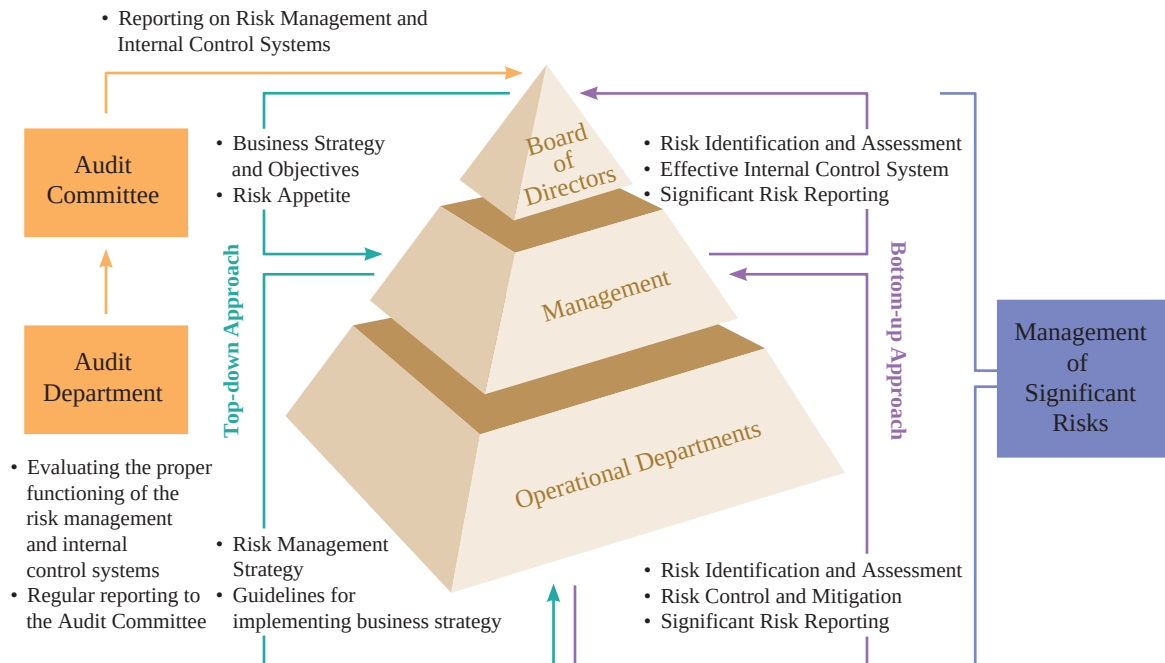 • Reporting on Risk Management and
Internal Control Systems
Audit
Committee
Audit
Department
• Evaluating the proper
functioning of the
risk management
and internal
control systems
• Regular reporting to
the Audit Committee
Top-down Approach
• Business Strategy
and Objectives
• Risk Appetite
• Risk Management
Strategy
• Guidelines for
implementing business strategy
Board
of
Directors
Management
Operational Departments
• Risk Identification and Assessment
• Effective Internal Control System
• Significant Risk Reporting
Bottom-up Approach
• Risk Identification and Assessment
• Risk Control and Mitigation
• Significant Risk Reporting
Management
of
Significant
Risks